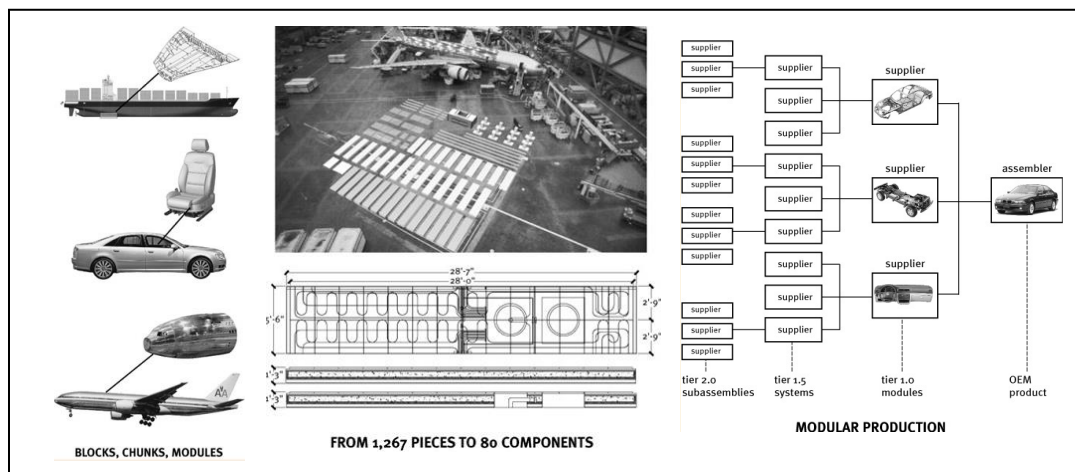 AA
BLOCKS, CHUNKS, MODULES
28'-7"
28'-0"
2'-9"
5'-6"
2'-9"
1'-3"
1'-3"
FROM 1,267 PIECES TO 80 COMPONENTS
supplier
supplier
supplier
supplier
supplier
supplier
supplier
supplier
supplier
supplier
supplier
supplier
tier 2.0
subassemblies
supplier
supplier
supplier
supplier
supplier
supplier
supplier
supplier
supplier
tier 1.5
systems
supplier
supplier
supplier
tier 1.0
modules
assembler
OEM
product
MODULAR PRODUCTION